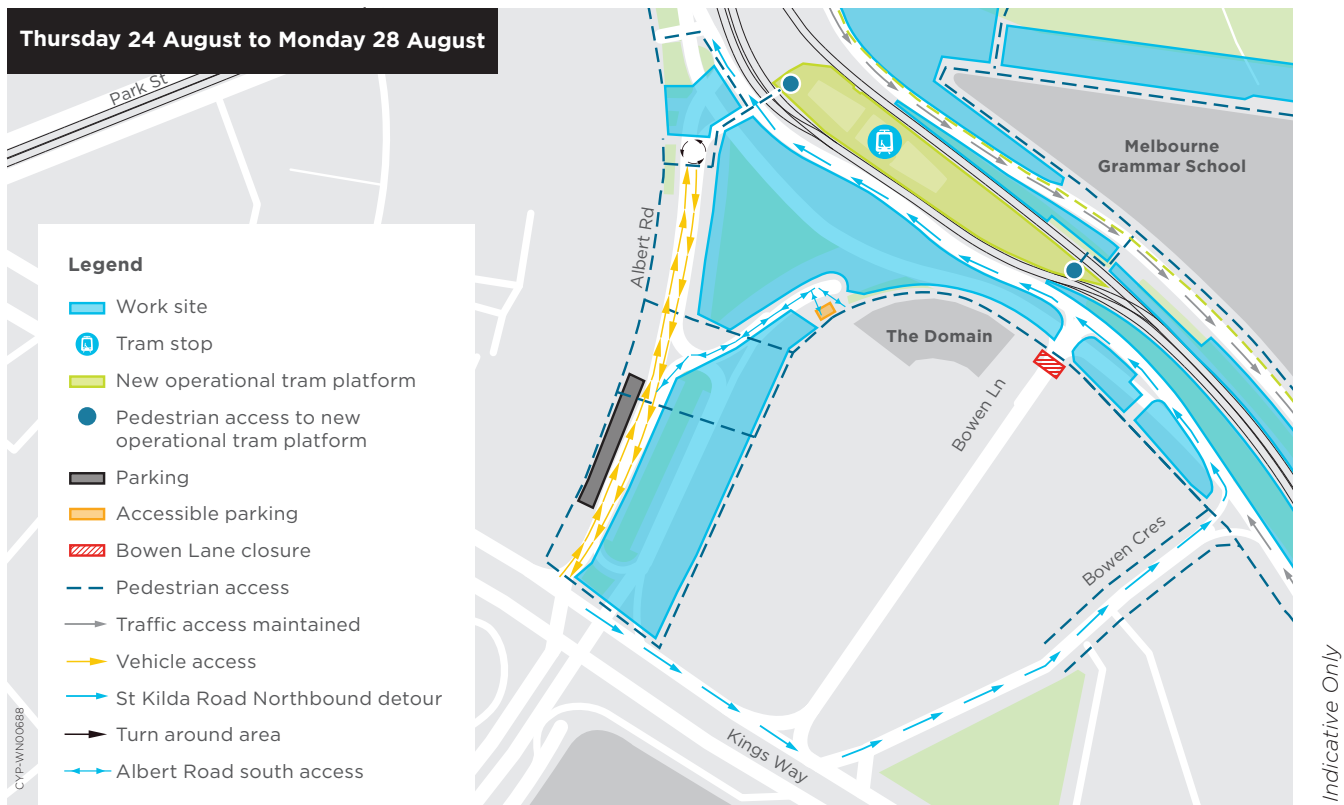 Thursday 24 August to Monday 28 August
Park St
Melbourne
Grammar School
Albert Rd
The Domain
Bowen Ln
Bowen Cres
Kings Way
Legend
Work site
Tram stop
New operational tram platform
Pedestrian access to new
operational tram platform
Parking
Accessible parking
Bowen Lane closure
Pedestrian access
Traffic access maintained
Vehicle access
St Kilda Road Northbound detour
Turn around area
Albert Road south access
CYP-WN00688
Indicative Only